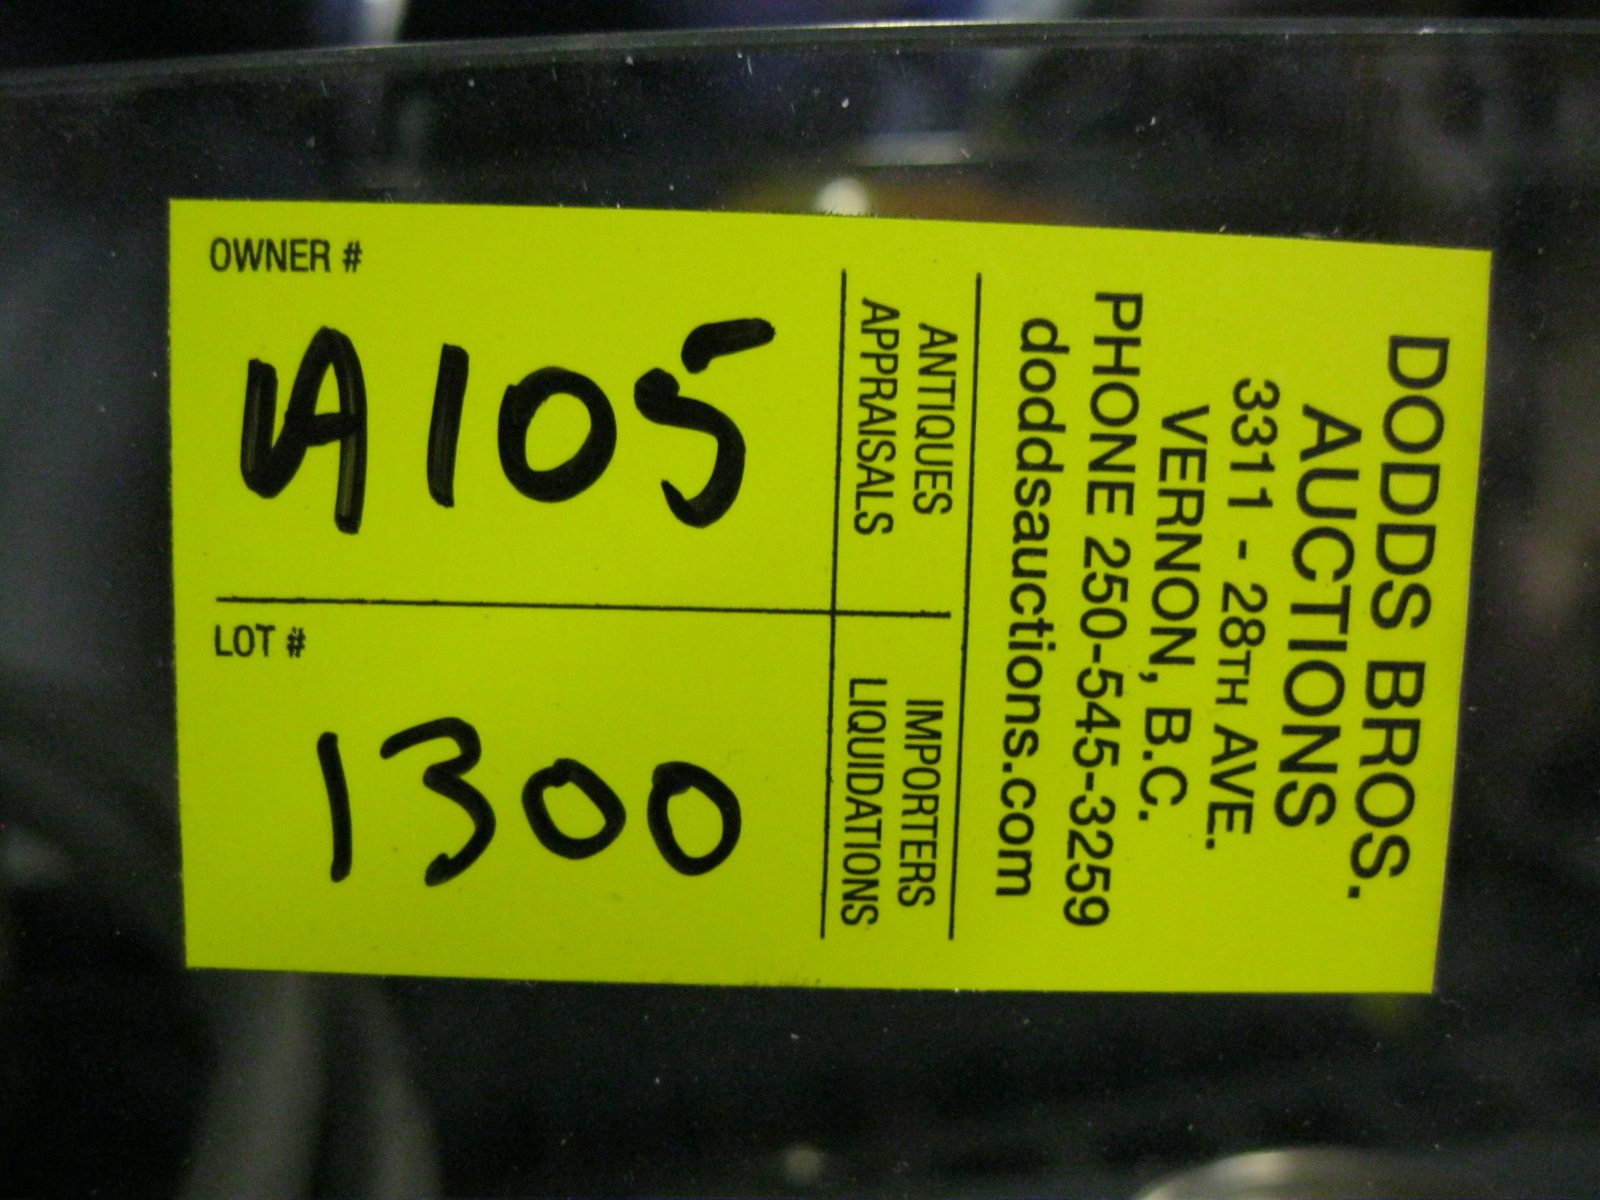 OWNER #
A105
LOT #
1300
DODDS BROS.
AUCTIONS
3311 - 28TH AVE.
VERNON, B.C.
PHONE 250-545-3259
doddsauctions.com
ANTIQUES
APPRAISALS
IMPORTERS
LIQUIDATIONS